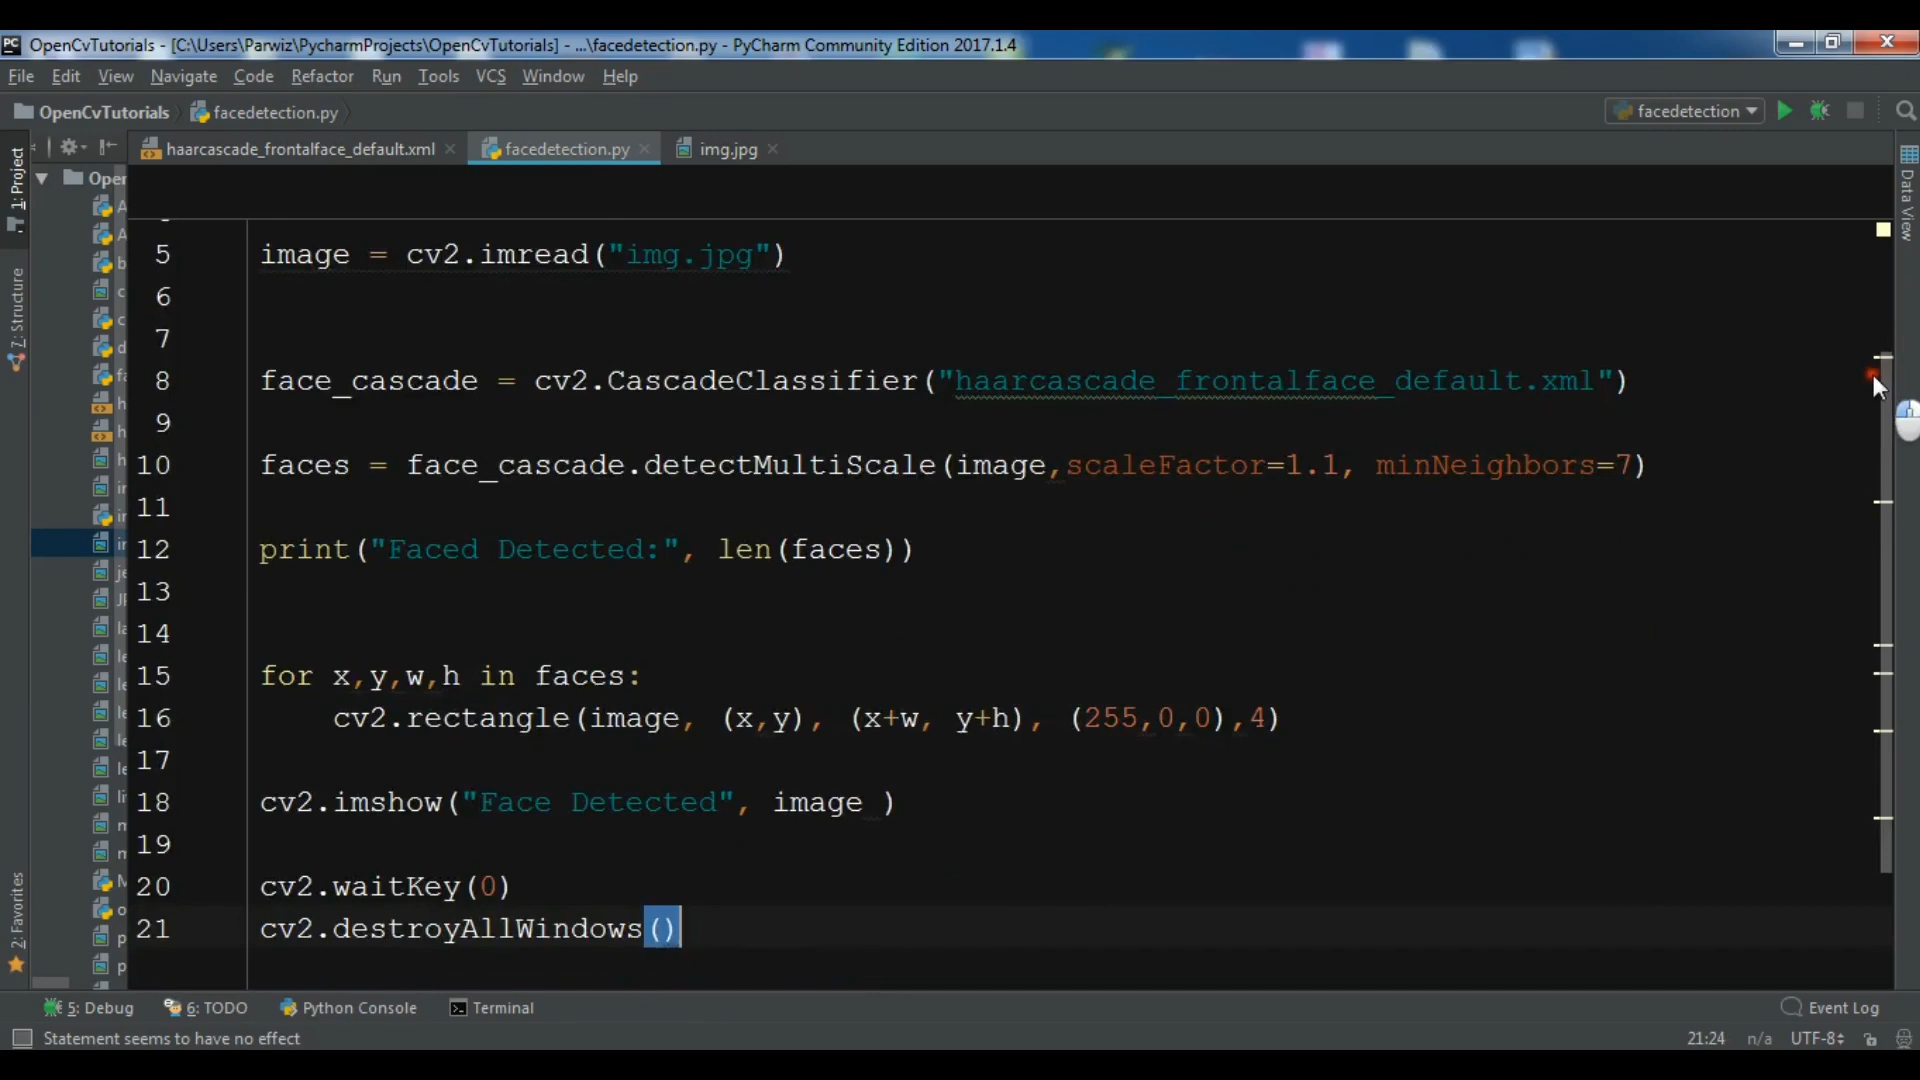 PC OpenCvTutorials - [C:\Users\Parwiz\PycharmProjects\OpenCvTutorials] - ...\facedetection.py - PyCharm Community Edition 2017.1.4
File Edit View Navigate Code Refactor Run Tools VCS Window Help
OpenCvTutorials facedetection.py facedetection
haarcascade_frontalface_default.xml facedetection.py img.jpg
1: Project
7: Structure
2: Favorites
Data View
5 image = cv2.imread("img.jpg")
6
7
8 face_cascade = cv2.CascadeClassifier("haarcascade_frontalface_default.xml")
9
10 faces = face_cascade.detectMultiScale(image,scaleFactor=1.1, minNeighbors=7)
11
12 print("Faced Detected:", len(faces))
13
14
15 for x,y,w,h in faces:
16 cv2.rectangle(image, (x,y), (x+w, y+h), (255,0,0),4)
17
18 cv2.imshow("Face Detected", image )
19
20 cv2.waitKey(0)
21 cv2.destroyAllWindows()
5: Debug 6: TODO Python Console Terminal Event Log
Statement seems to have no effect 21:24 n/a UTF-8